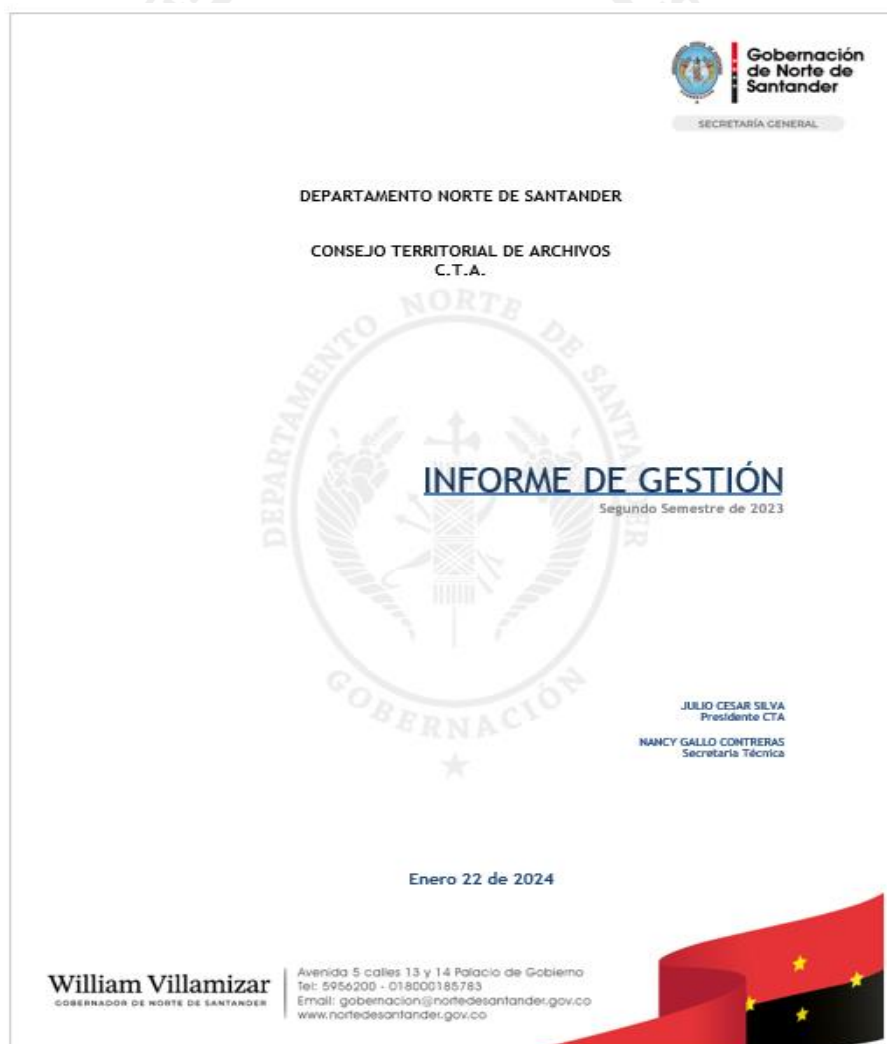 Gobernación
de Norte de
Santander
SECRETARÍA GENERAL
DEPARTAMENTO NORTE DE SANTANDER
CONSEJO TERRITORIAL DE ARCHIVOS
C.T.A.
DEPARTAMENTO NORTE DE SANTANDER
INFORME DE GESTIÓN
Segundo Semestre de 2023
GOBERNACIÓN
JULIO CESAR SILVA
Presidente CTA
NANCY GALLO CONTRERAS
Secretaria Técnica
Enero 22 de 2024
William Villamizar
GOBERNADOR DE NORTE DE SANTANDER
Avenida 5 calles 13 y 14 Palacio de Gobierno
Tel: 5956200 - 018000185783
Email: gobernacion@nortedesantander.gov.co
www.nortedesantander.gov.co